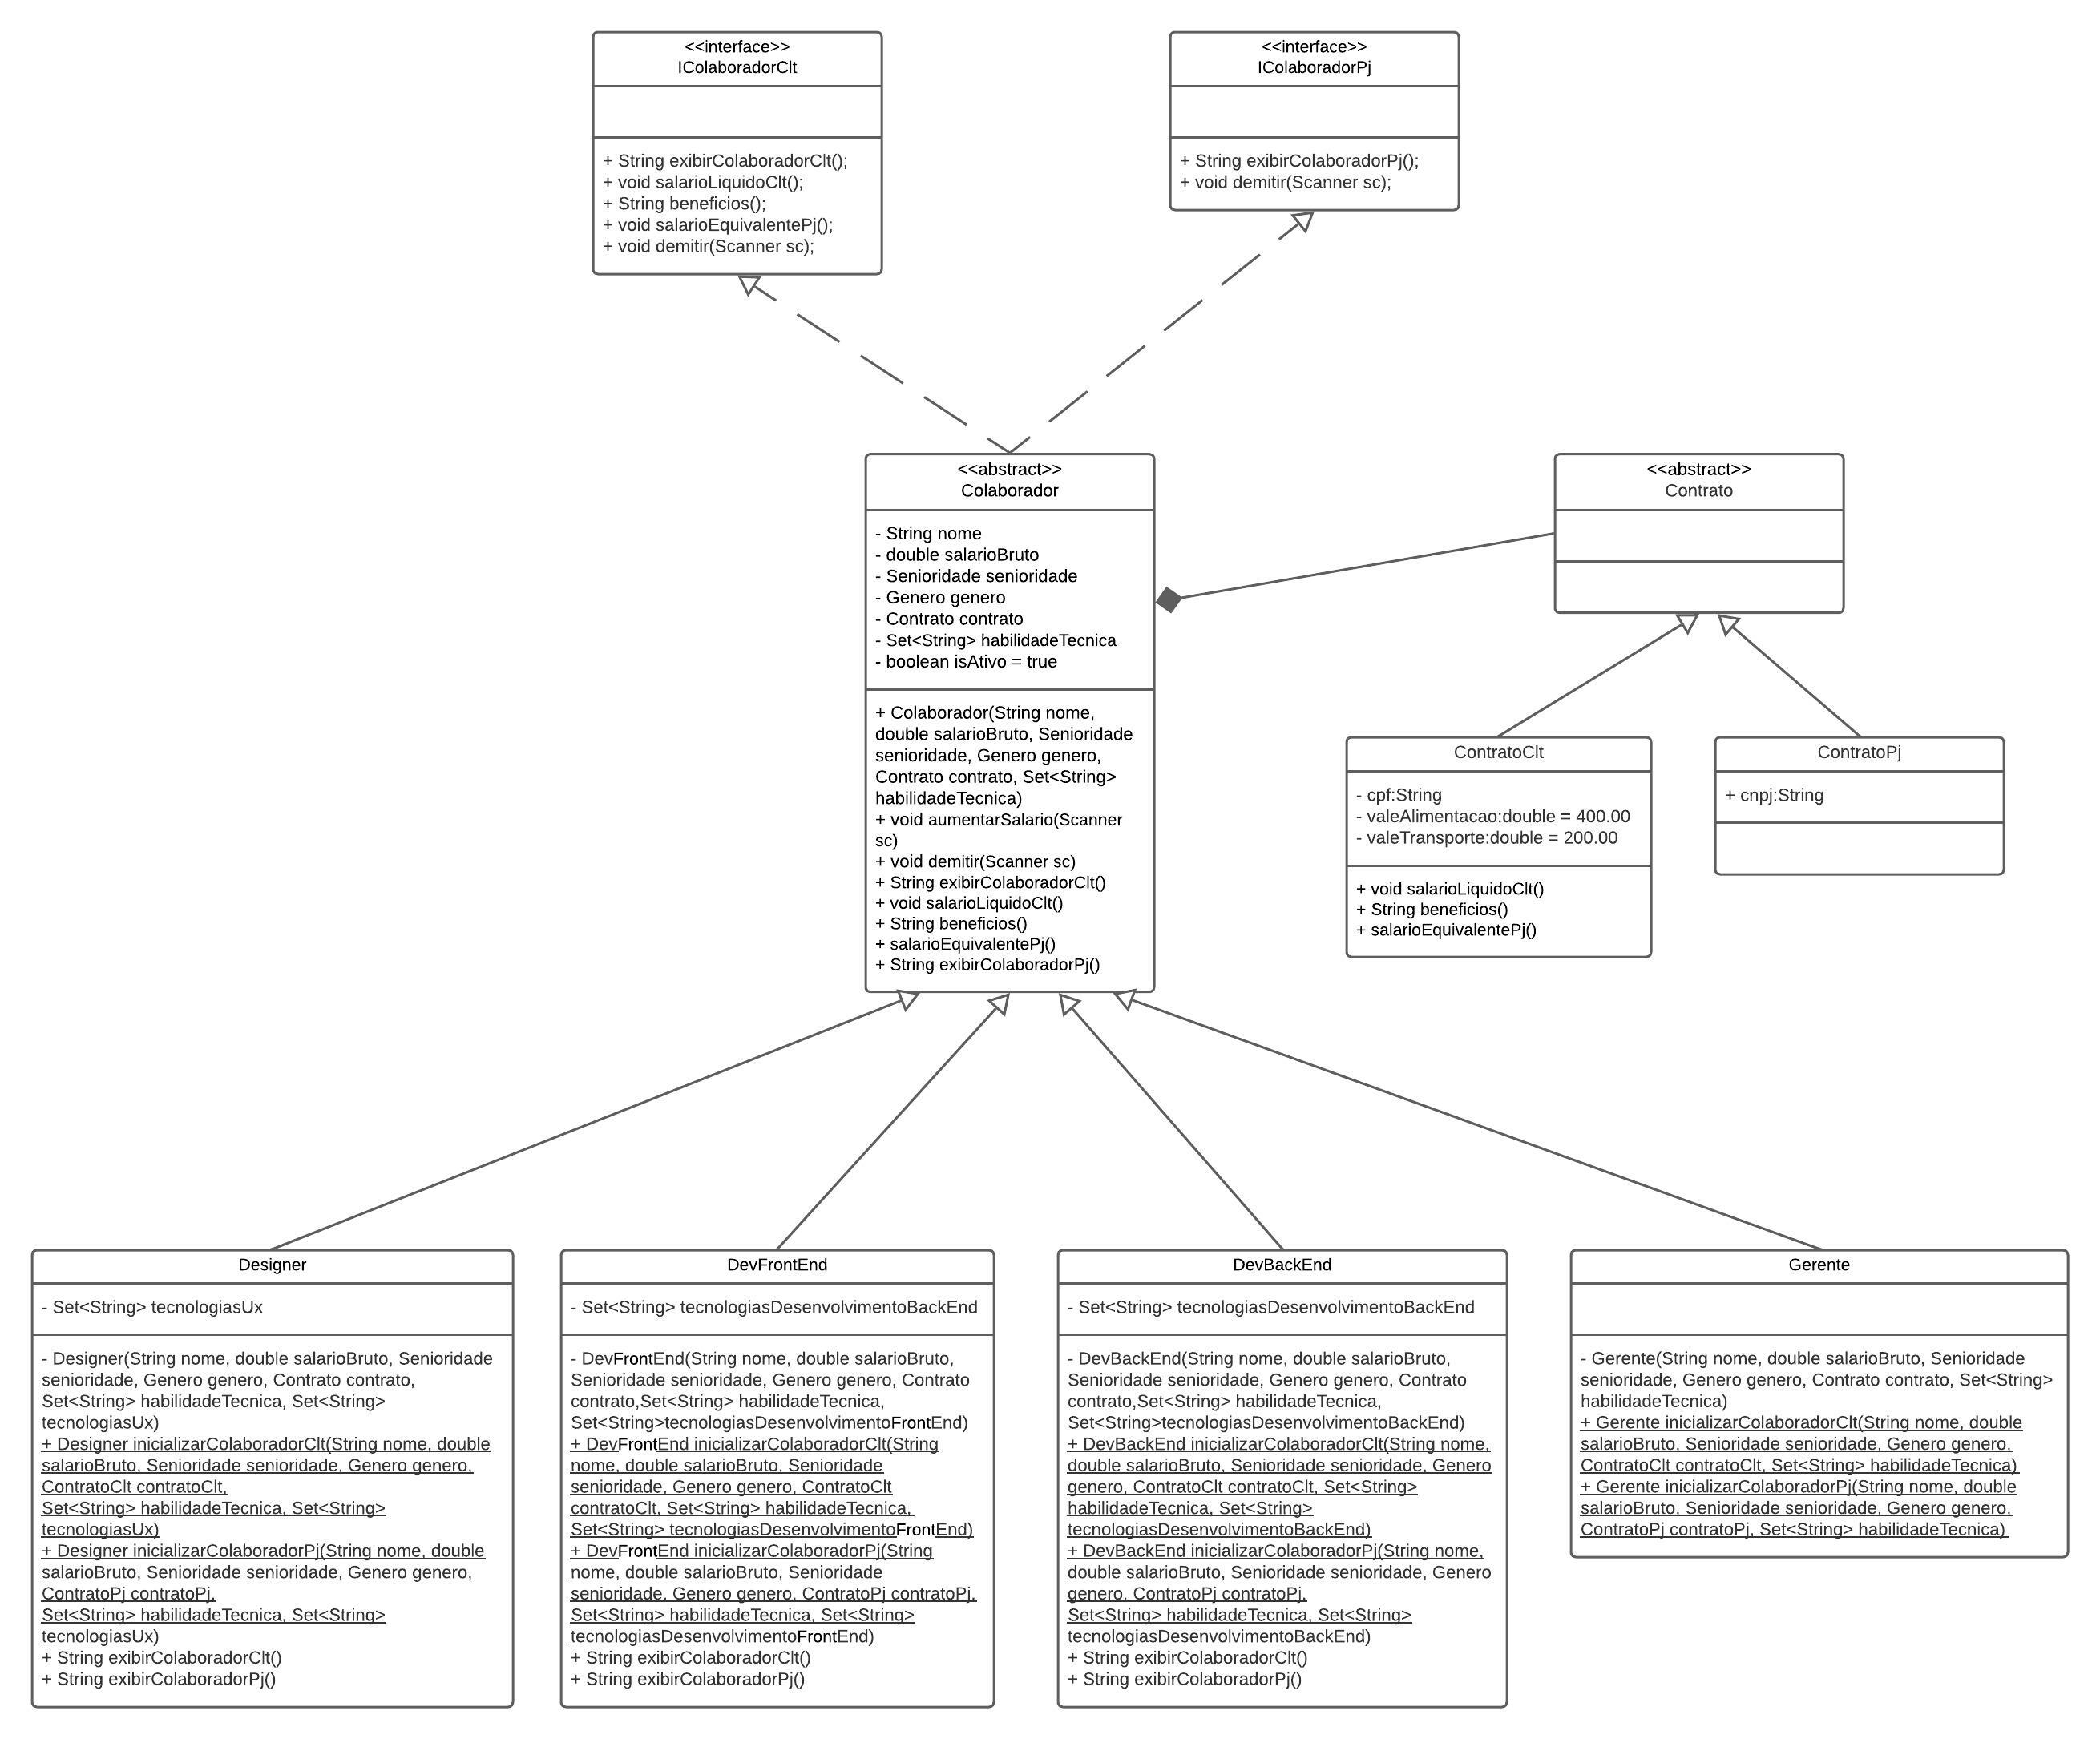 <<interface>>
IColaboradorClt
+ String exibirColaboradorClt();
+ void salarioLiquidoClt();
+ String beneficios();
+ void salarioEquivalentePj();
+ void demitir(Scanner sc);
<<interface>>
IColaboradorPj
+ String exibirColaboradorPj();
+ void demitir(Scanner sc);
<<abstract>>
Colaborador
- String nome
- double salarioBruto
- Senioridade senioridade
- Genero genero
- Contrato contrato
- Set<String> habilidadeTecnica
- boolean isAtivo = true
+ Colaborador(String nome,
double salarioBruto, Senioridade
senioridade, Genero genero,
Contrato contrato, Set<String>
habilidadeTecnica)
+ void aumentarSalario(Scanner
sc)
+ void demitir(Scanner sc)
+ String exibirColaboradorClt()
+ void salarioLiquidoClt()
+ String beneficios()
+ salarioEquivalentePj()
+ String exibirColaboradorPj()
<<abstract>>
Contrato
ContratoClt
- cpf:String
- valeAlimentacao:double = 400.00
- valeTransporte:double = 200.00
+ void salarioLiquidoClt()
+ String beneficios()
+ salarioEquivalentePj()
ContratoPj
+ cnpj:String
Designer
- Set<String> tecnologiasUx
- Designer(String nome, double salarioBruto, Senioridade
senioridade, Genero genero, Contrato contrato,
Set<String> habilidadeTecnica, Set<String>
tecnologiasUx)
+ Designer inicializarColaboradorClt(String nome, double
salarioBruto, Senioridade senioridade, Genero genero,
ContratoClt contratoClt,
Set<String> habilidadeTecnica, Set<String>
tecnologiasUx)
+ Designer inicializarColaboradorPj(String nome, double
salarioBruto, Senioridade senioridade, Genero genero,
ContratoPj contratoPj,
Set<String> habilidadeTecnica, Set<String>
tecnologiasUx)
+ String exibirColaboradorClt()
+ String exibirColaboradorPj()
DevFrontEnd
- Set<String> tecnologiasDesenvolvimentoBackEnd
- DevFrontEnd(String nome, double salarioBruto,
Senioridade senioridade, Genero genero, Contrato
contrato,Set<String> habilidadeTecnica,
Set<String>tecnologiasDesenvolvimentoFrontEnd)
+ DevFrontEnd inicializarColaboradorClt(String
nome, double salarioBruto, Senioridade
senioridade, Genero genero, ContratoClt
contratoClt, Set<String> habilidadeTecnica,
Set<String> tecnologiasDesenvolvimentoFrontEnd)
+ DevFrontEnd inicializarColaboradorPj(String
nome, double salarioBruto, Senioridade
senioridade, Genero genero, ContratoPj contratoPj,
Set<String> habilidadeTecnica, Set<String>
tecnologiasDesenvolvimentoFrontEnd)
+ String exibirColaboradorClt()
+ String exibirColaboradorPj()
DevBackEnd
- Set<String> tecnologiasDesenvolvimentoBackEnd
- DevBackEnd(String nome, double salarioBruto,
Senioridade senioridade, Genero genero, Contrato
contrato,Set<String> habilidadeTecnica,
Set<String>tecnologiasDesenvolvimentoBackEnd)
+ DevBackEnd inicializarColaboradorClt(String nome,
double salarioBruto, Senioridade senioridade, Genero
genero, ContratoClt contratoClt, Set<String>
habilidadeTecnica, Set<String>
tecnologiasDesenvolvimentoBackEnd)
+ DevBackEnd inicializarColaboradorPj(String nome,
double salarioBruto, Senioridade senioridade, Genero
genero, ContratoPj contratoPj,
Set<String> habilidadeTecnica, Set<String>
tecnologiasDesenvolvimentoBackEnd)
+ String exibirColaboradorClt()
+ String exibirColaboradorPj()
Gerente
- Gerente(String nome, double salarioBruto, Senioridade
senioridade, Genero genero, Contrato contrato, Set<String>
habilidadeTecnica)
+ Gerente inicializarColaboradorClt(String nome, double
salarioBruto, Senioridade senioridade, Genero genero,
ContratoClt contratoClt, Set<String> habilidadeTecnica)
+ Gerente inicializarColaboradorPj(String nome, double
salarioBruto, Senioridade senioridade, Genero genero,
ContratoPj contratoPj, Set<String> habilidadeTecnica)